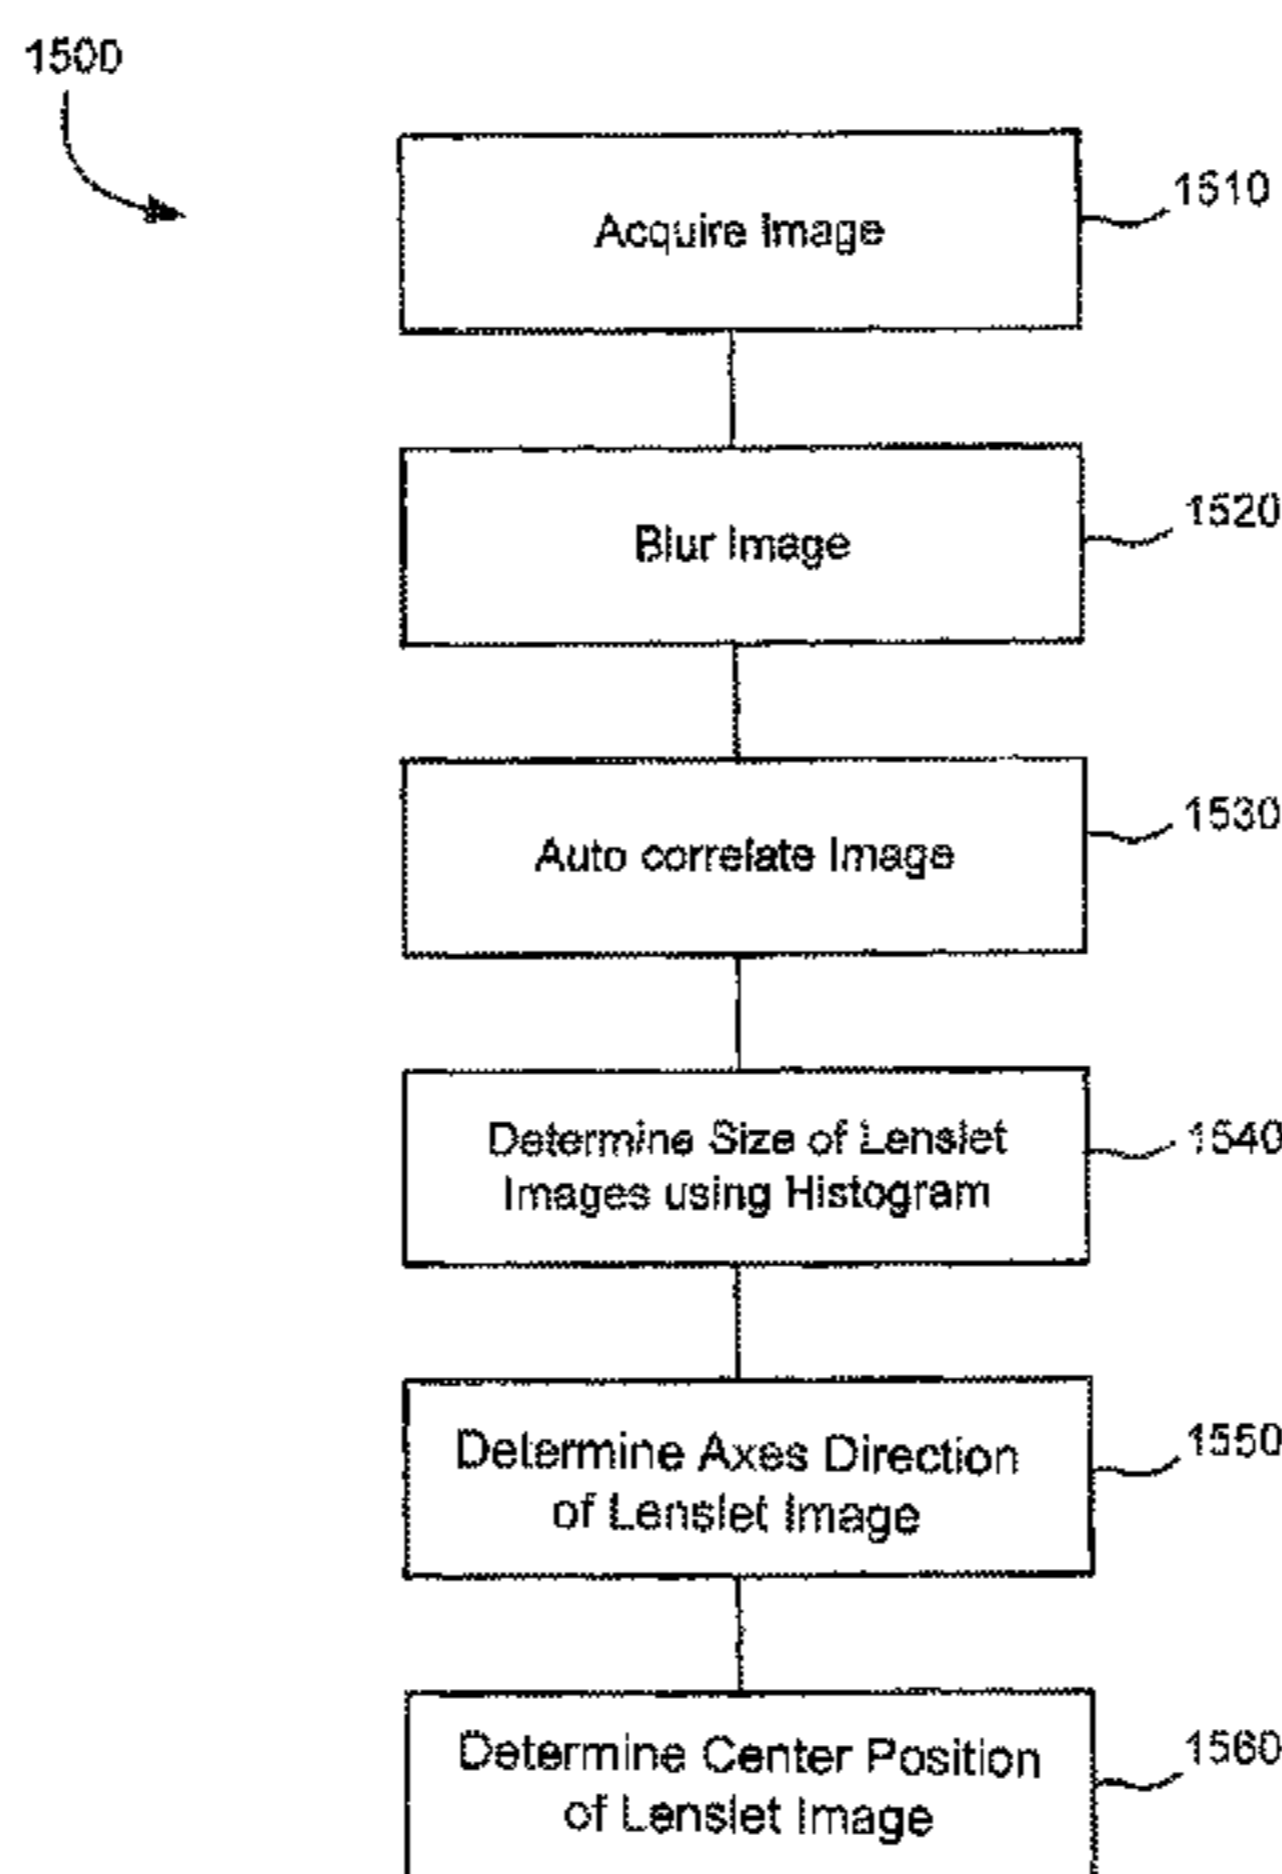 1500
Acquire Image
1510
Blur Image
1520
Auto correlate Image
1530
Determine Size of Lenslet
Images using Histogram
1540
Determine Axes Direction
of Lenslet Image
1550
Determine Center Position
of Lenslet Image
1560